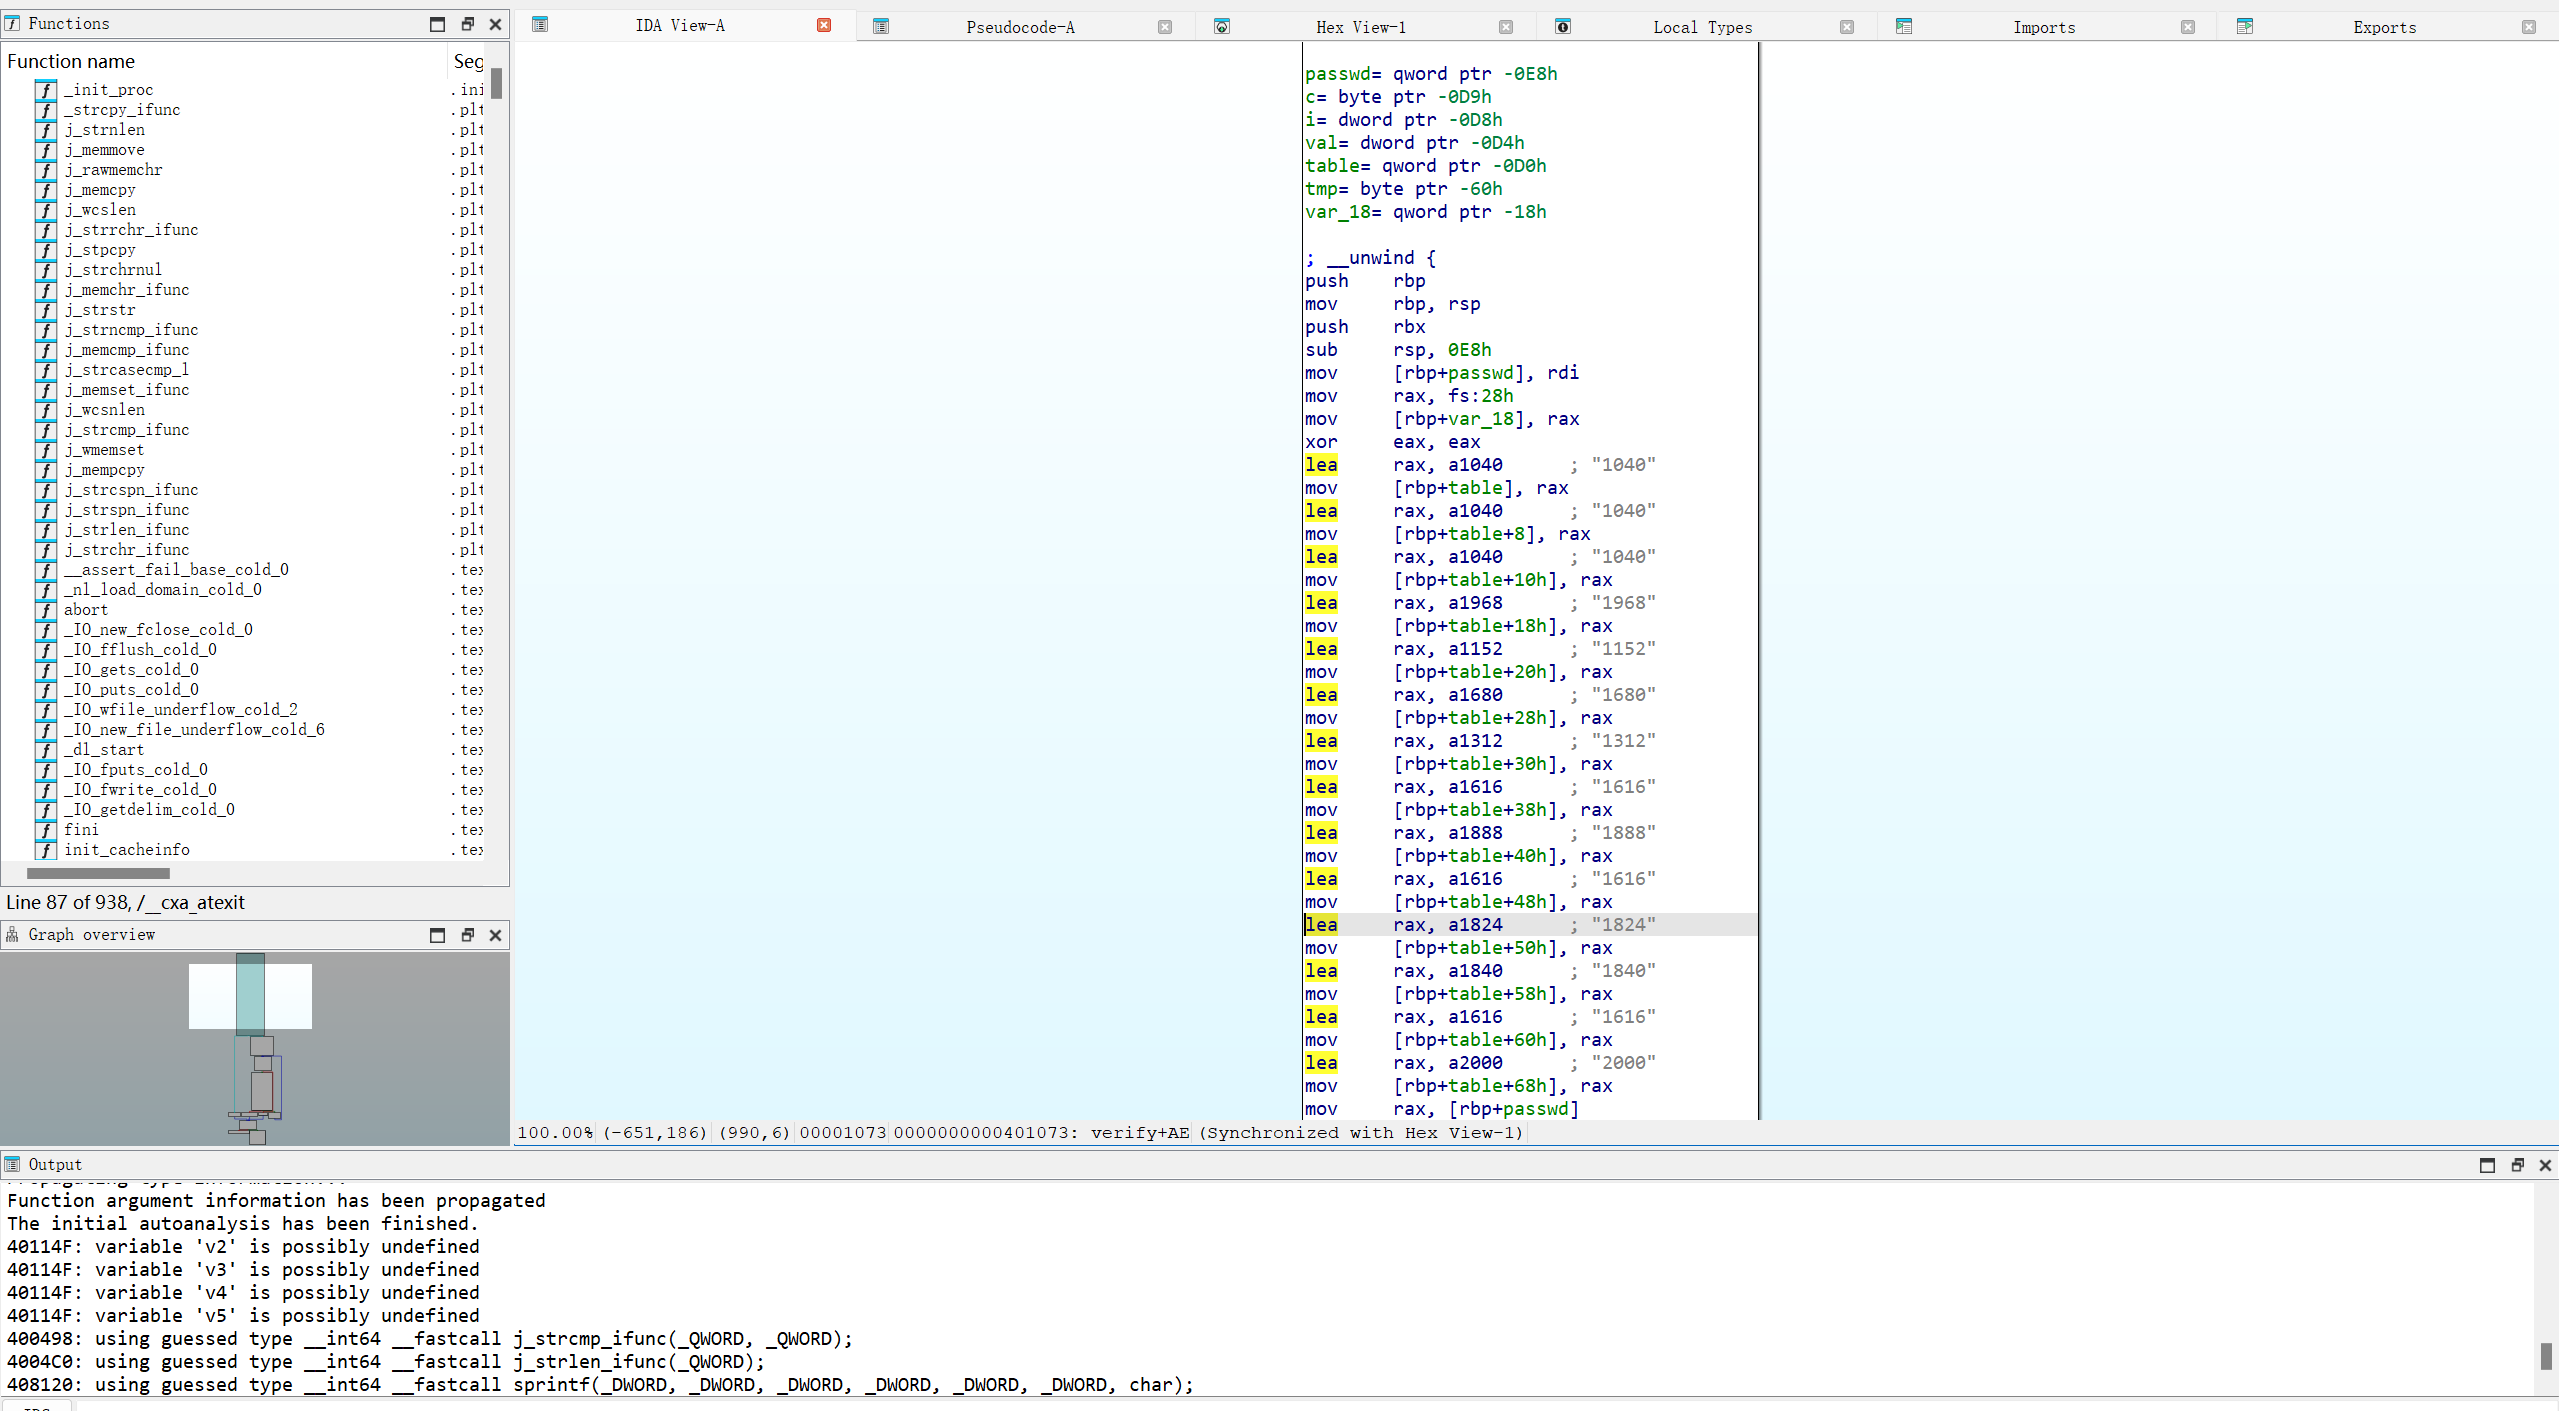 Functions
IDA View-A
Pseudocode-A
Hex View-1
Local Types
Imports
Exports
Function name Seg
_init_proc .ini
_strcpy_ifunc .plt
j_strnlen .plt
j_memmove .plt
j_rawmemchr .plt
j_memcpy .plt
j_wcslen .plt
j_strrchr_ifunc .plt
j_stpcpy .plt
j_strchrnul .plt
j_memchr_ifunc .plt
j_strstr .plt
j_strncmp_ifunc .plt
j_memcmp_ifunc .plt
j_strcasecmp_l .plt
j_memset_ifunc .plt
j_wcsnlen .plt
j_strcmp_ifunc .plt
j_wmemset .plt
j_mempcpy .plt
j_strcspn_ifunc .plt
j_strspn_ifunc .plt
j_strlen_ifunc .plt
j_strchr_ifunc .plt
__assert_fail_base_cold_0 .tex
_nl_load_domain_cold_0 .tex
abort .tex
_IO_new_fclose_cold_0 .tex
_IO_fflush_cold_0 .tex
_IO_gets_cold_0 .tex
_IO_puts_cold_0 .tex
_IO_wfile_underflow_cold_2 .tex
_IO_new_file_underflow_cold_6 .tex
_dl_start .tex
_IO_fputs_cold_0 .tex
_IO_fwrite_cold_0 .tex
_IO_getdelim_cold_0 .tex
fini .tex
init_cacheinfo .tex
Line 87 of 938, /__cxa_atexit
Graph overview
passwd= qword ptr -0E8h
c= byte ptr -0D9h
i= dword ptr -0D8h
val= dword ptr -0D4h
table= qword ptr -0D0h
tmp= byte ptr -60h
var_18= qword ptr -18h
; __unwind {
push rbp
mov rbp, rsp
push rbx
sub rsp, 0E8h
mov [rbp+passwd], rdi
mov rax, fs:28h
mov [rbp+var_18], rax
xor eax, eax
lea rax, a1040 ; "1040"
mov [rbp+table], rax
lea rax, a1040 ; "1040"
mov [rbp+table+8], rax
lea rax, a1040 ; "1040"
mov [rbp+table+10h], rax
lea rax, a1968 ; "1968"
mov [rbp+table+18h], rax
lea rax, a1152 ; "1152"
mov [rbp+table+20h], rax
lea rax, a1680 ; "1680"
mov [rbp+table+28h], rax
lea rax, a1312 ; "1312"
mov [rbp+table+30h], rax
lea rax, a1616 ; "1616"
mov [rbp+table+38h], rax
lea rax, a1888 ; "1888"
mov [rbp+table+40h], rax
lea rax, a1616 ; "1616"
mov [rbp+table+48h], rax
lea rax, a1824 ; "1824"
mov [rbp+table+50h], rax
lea rax, a1840 ; "1840"
mov [rbp+table+58h], rax
lea rax, a1616 ; "1616"
mov [rbp+table+60h], rax
lea rax, a2000 ; "2000"
mov [rbp+table+68h], rax
mov rax, [rbp+passwd]
100.00% (-651,186) (990,6) 00001073 0000000000401073: verify+AE (Synchronized with Hex View-1)
Output
Function argument information has been propagated
The initial autoanalysis has been finished.
40114F: variable 'v2' is possibly undefined
40114F: variable 'v3' is possibly undefined
40114F: variable 'v4' is possibly undefined
40114F: variable 'v5' is possibly undefined
400498: using guessed type __int64 __fastcall j_strcmp_ifunc(_QWORD, _QWORD);
4004C0: using guessed type __int64 __fastcall j_strlen_ifunc(_QWORD);
408120: using guessed type __int64 __fastcall sprintf(_DWORD, _DWORD, _DWORD, _DWORD, _DWORD, _DWORD, char);